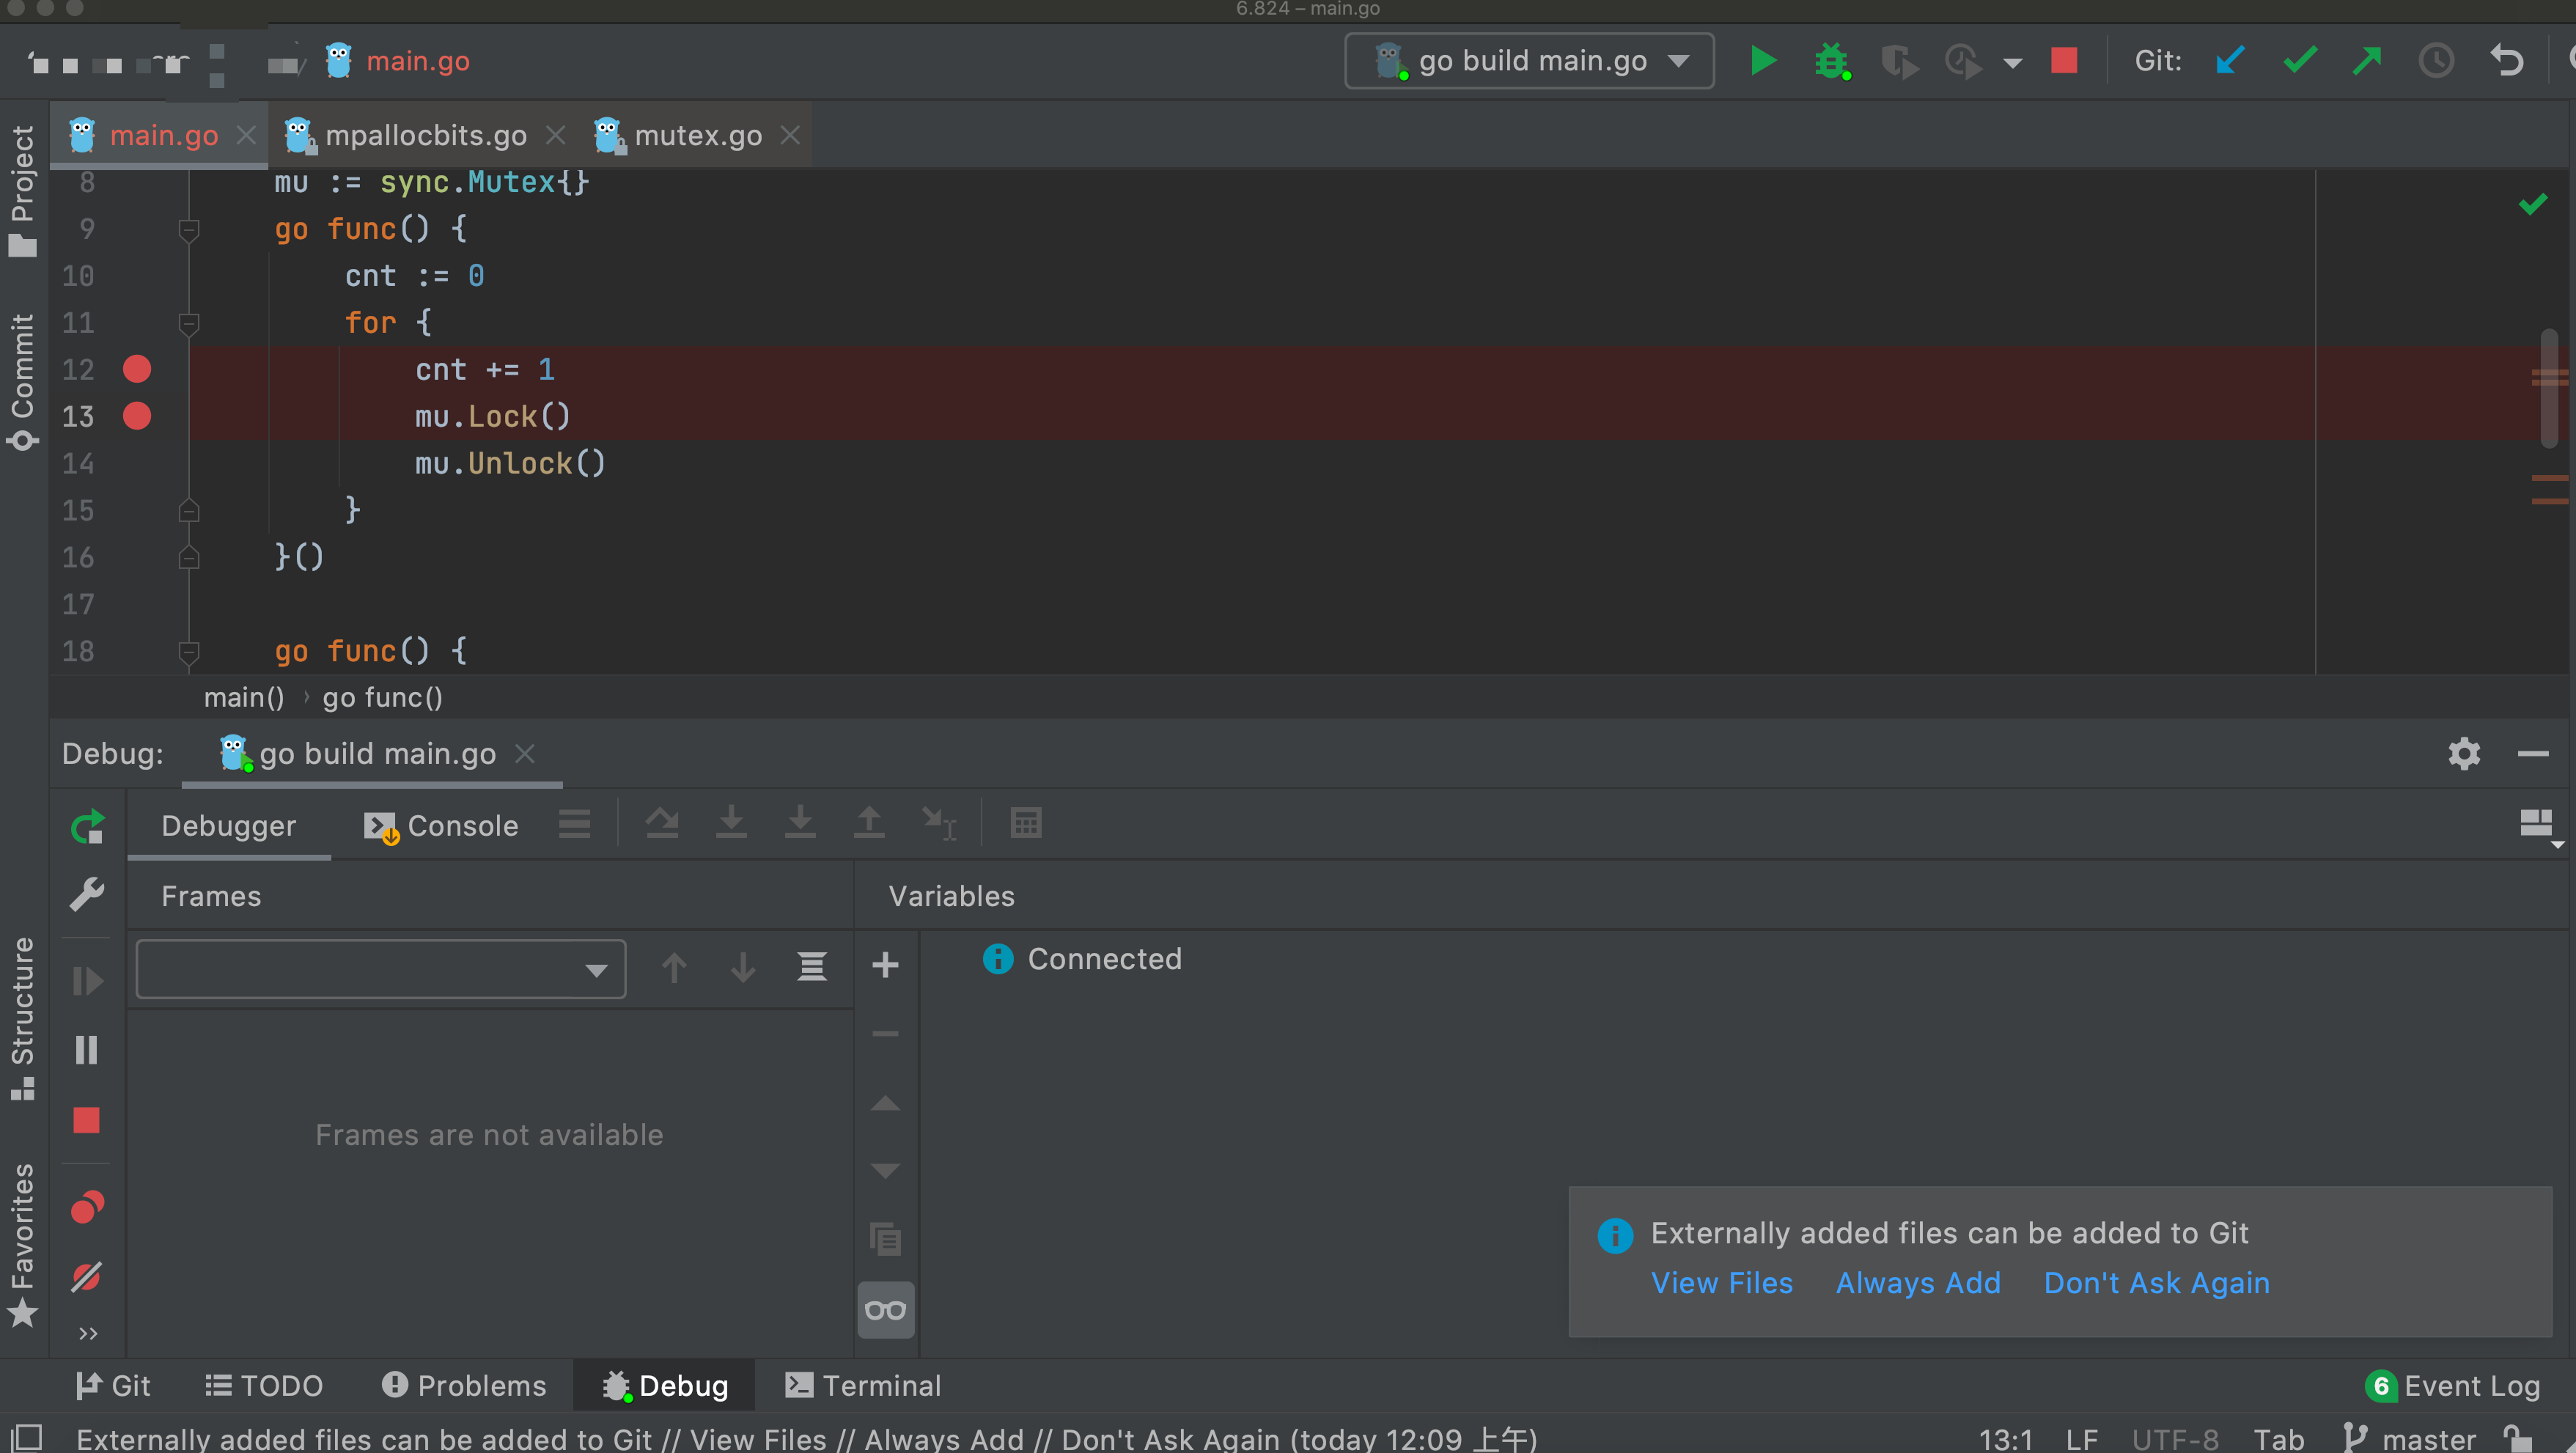 6.824 – main.go
main.go
go build main.go
Git:
main.go
mpallocbits.go
mutex.go
Project
Commit
Structure
Favorites
8 mu := sync.Mutex{}
9 go func() {
10 cnt := 0
11 for {
12 cnt += 1
13 mu.Lock()
14 mu.Unlock()
15 }
16 }()
17
18 go func() {
main() › go func()
Debug: go build main.go
Debugger
Console
Frames
Variables
Connected
Frames are not available
Externally added files can be added to Git
View Files Always Add Don't Ask Again
Git TODO Problems Debug Terminal 6 Event Log
Externally added files can be added to Git // View Files // Always Add // Don't Ask Again (today 12:09 上午) 13:1 LF UTF-8 Tab master